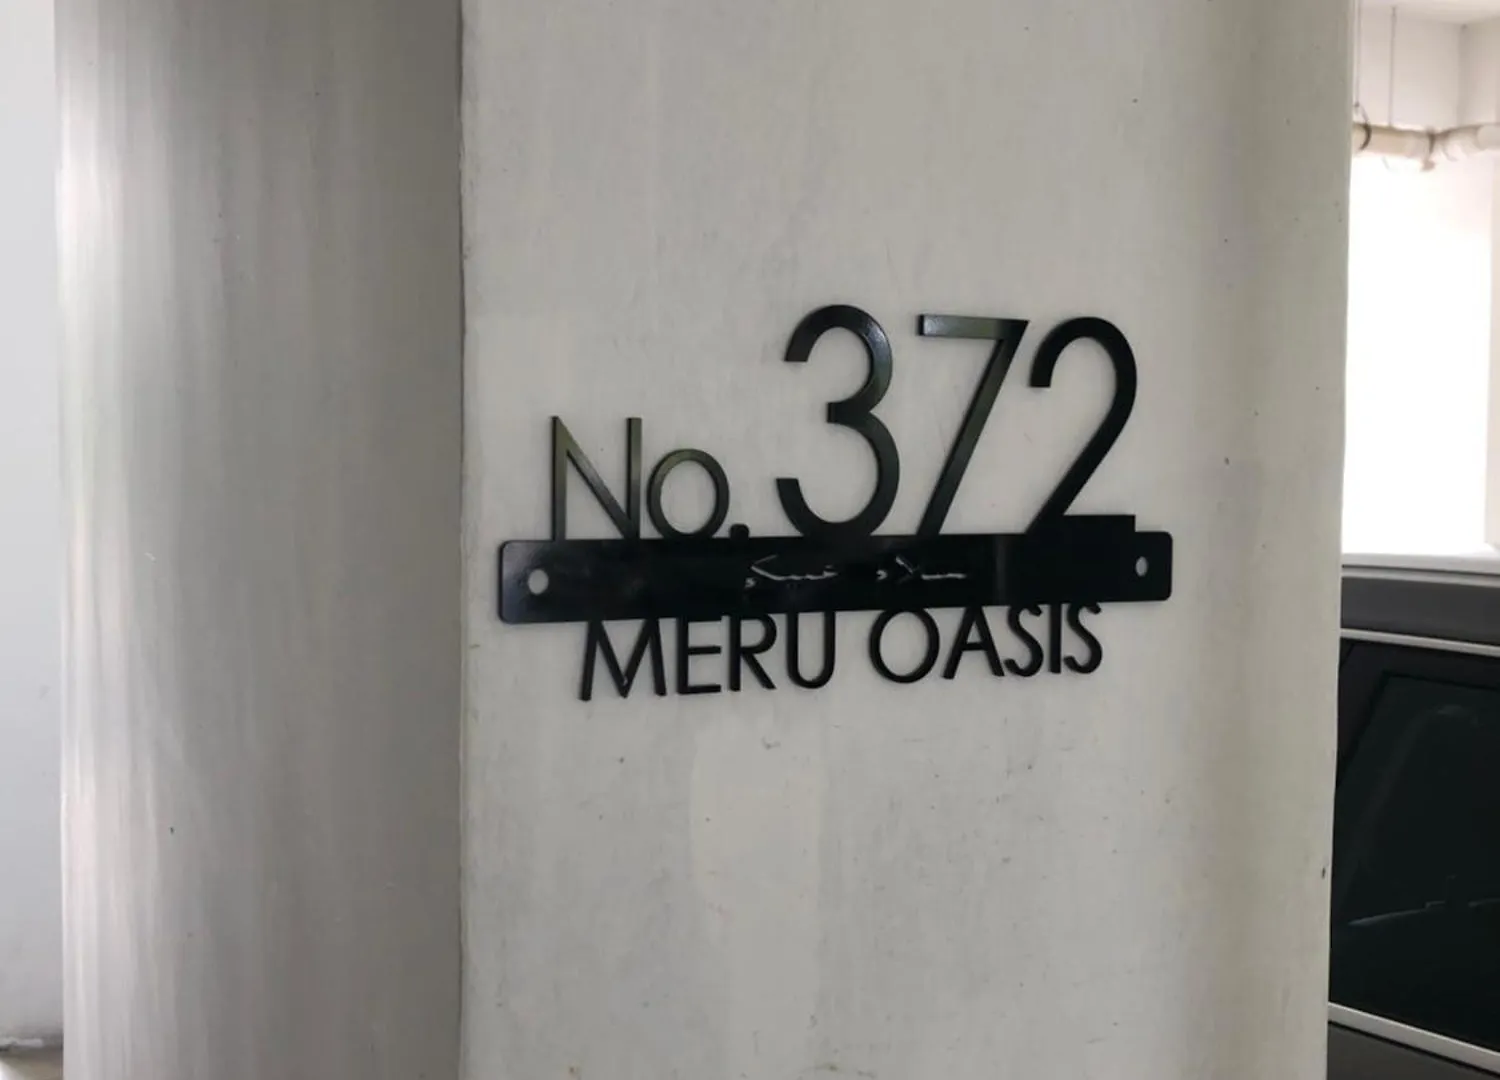 No. 372
MERU OASIS